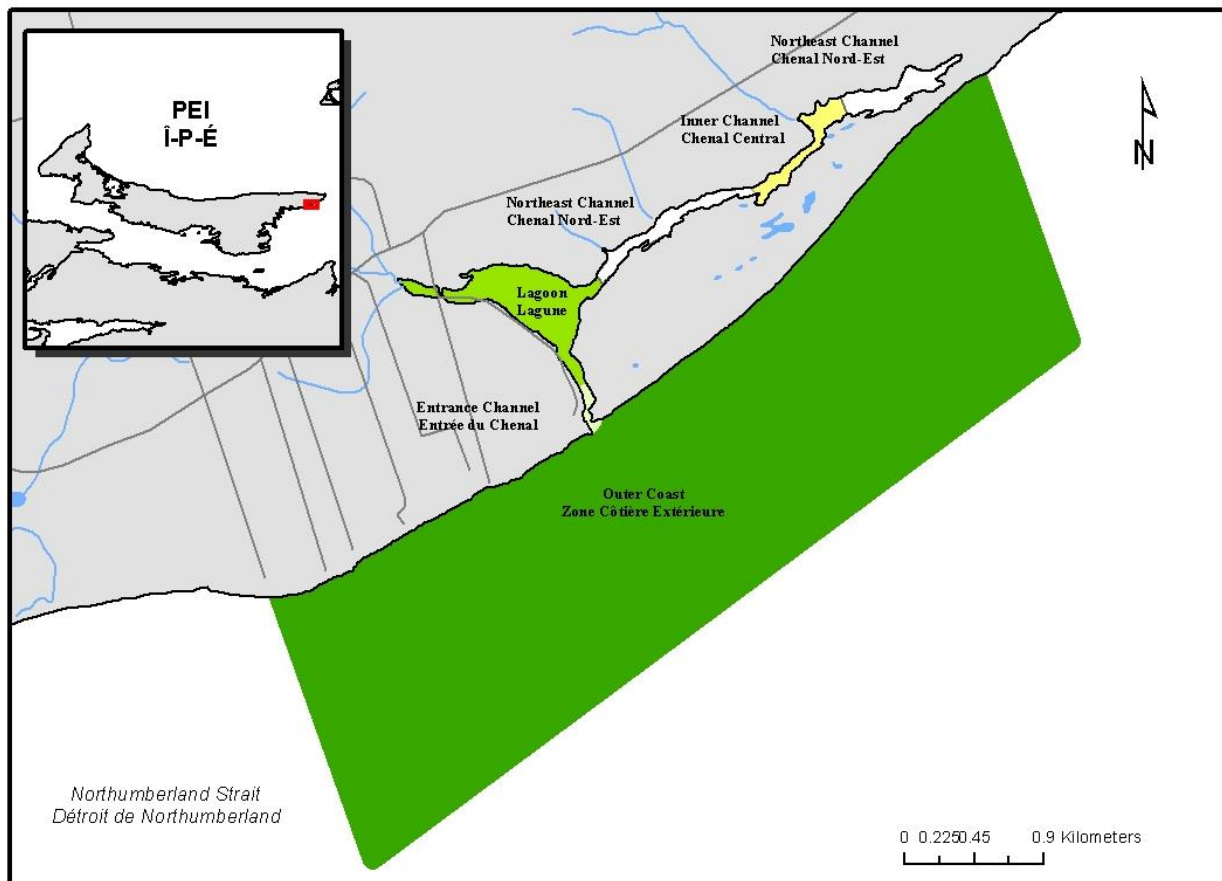 PEI
Î-P-É
Northeast Channel
Chenal Nord-Est
Inner Channel
Chenal Central
N
Northeast Channel
Chenal Nord-Est
Lagoon
Lagune
Entrance Channel
Entrée du Chenal
Outer Coast
Zone Côtière Extérieure
Northumberland Strait
Détroit de Northumberland
0 0.225 0.45 0.9 Kilometers